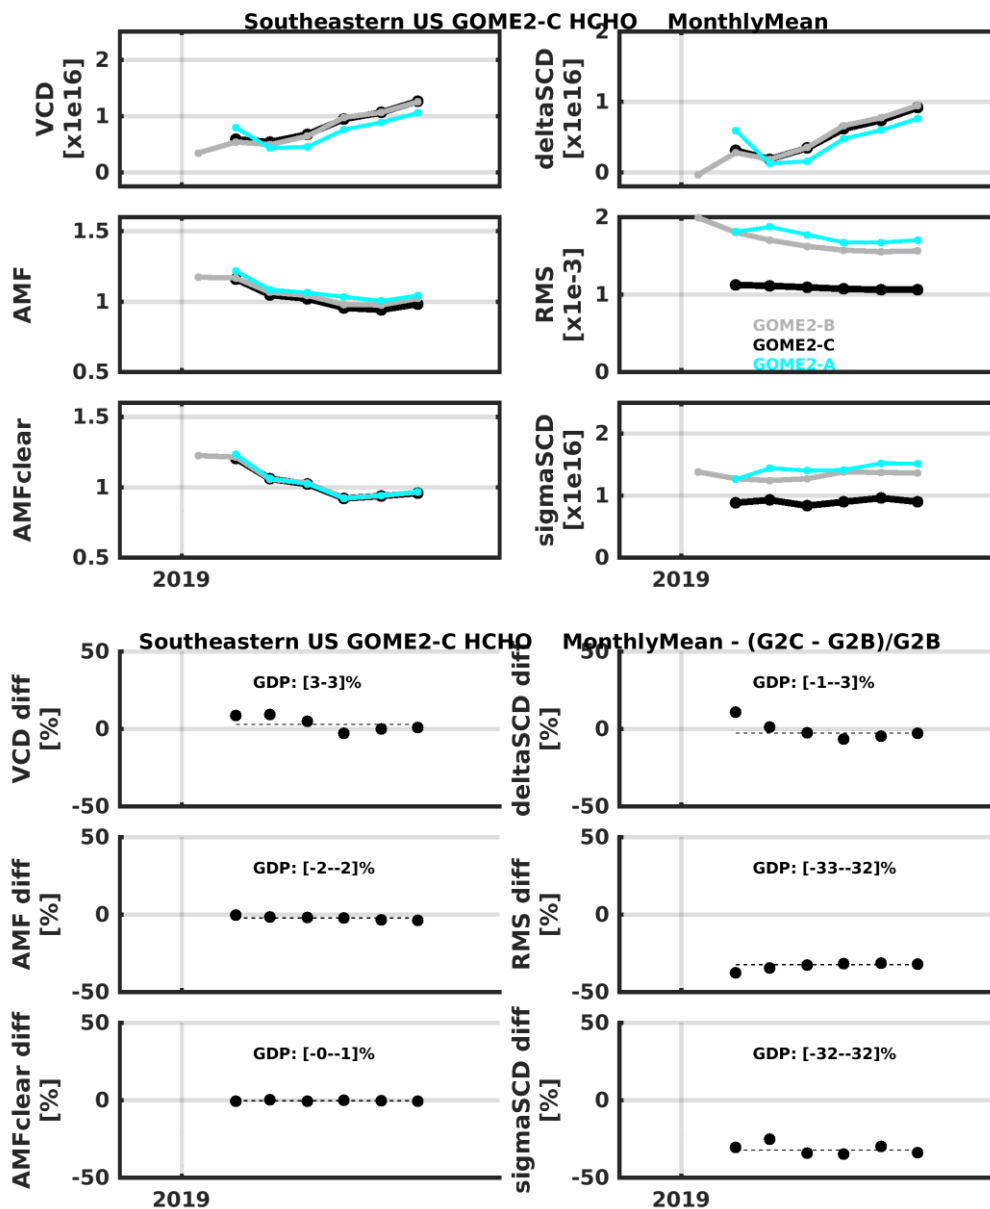 Southeastern US GOME2-C HCHO MonthlyMean
VCD
[x1e16]
2
1
0
deltaSCD
[x1e16]
2
1
0
AMF
1.5
1
0.5
RMS
[x1e-3]
2
1
0
GOME2-B
GOME2-C
GOME2-A
AMFclear
1.5
1
0.5
2019
sigmaSCD
[x1e16]
2
1
0
2019
Southeastern US GOME2-C HCHO MonthlyMean - (G2C - G2B)/G2B
VCD diff
[%]
50
0
-50
GDP: [3-3]%
deltaSCD diff
[%]
50
0
-50
GDP: [-1--3]%
AMF diff
[%]
50
0
-50
GDP: [-2--2]%
RMS diff
[%]
50
0
-50
GDP: [-33--32]%
AMFclear diff
[%]
50
0
-50
GDP: [-0--1]%
2019
sigmaSCD diff
[%]
50
0
-50
GDP: [-32--32]%
2019